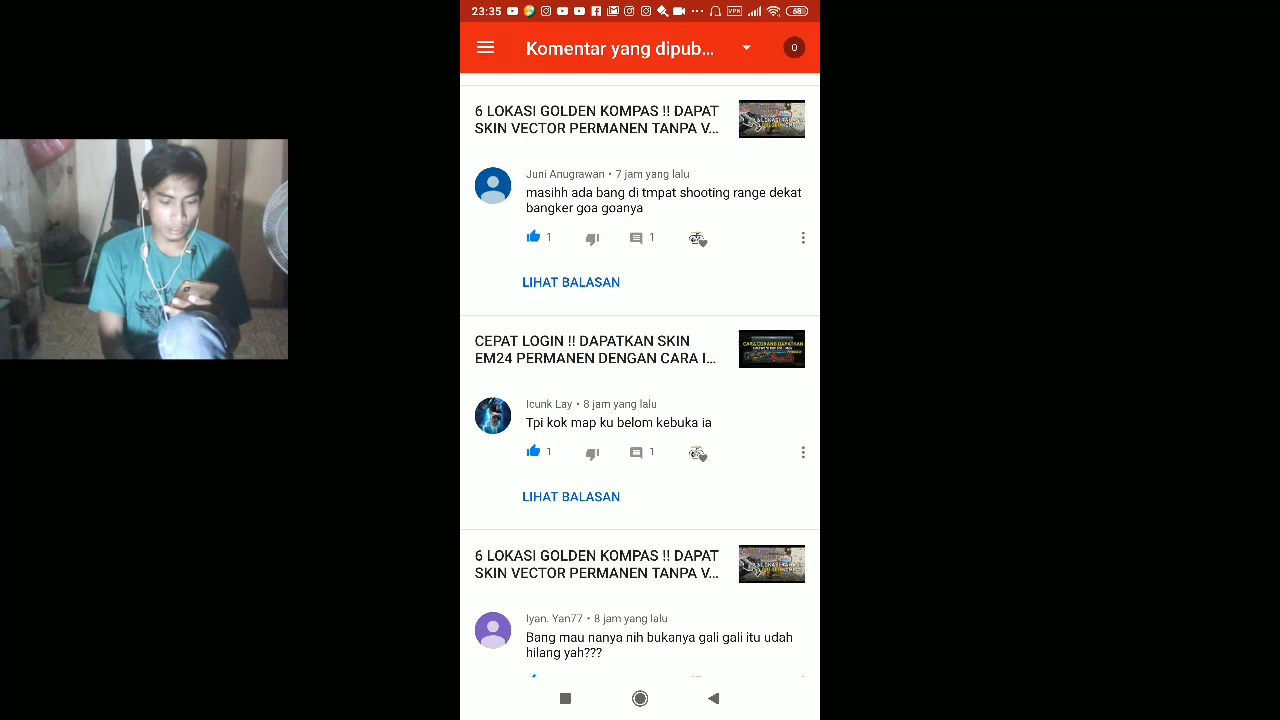 23:35
VPN
68
Komentar yang dipub...
0
6 LOKASI GOLDEN KOMPAS !! DAPAT
SKIN VECTOR PERMANEN TANPA V...
Juni Anugrawan • 7 jam yang lalu
masihh ada bang di tmpat shooting range dekat
bangker goa goanya
1
1
LIHAT BALASAN
CEPAT LOGIN !! DAPATKAN SKIN
EM24 PERMANEN DENGAN CARA I...
Icunk Lay • 8 jam yang lalu
Tpi kok map ku belom kebuka ia
1
1
LIHAT BALASAN
6 LOKASI GOLDEN KOMPAS !! DAPAT
SKIN VECTOR PERMANEN TANPA V...
Iyan. Yan77 • 8 jam yang lalu
Bang mau nanya nih bukanya gali gali itu udah
hilang yah???